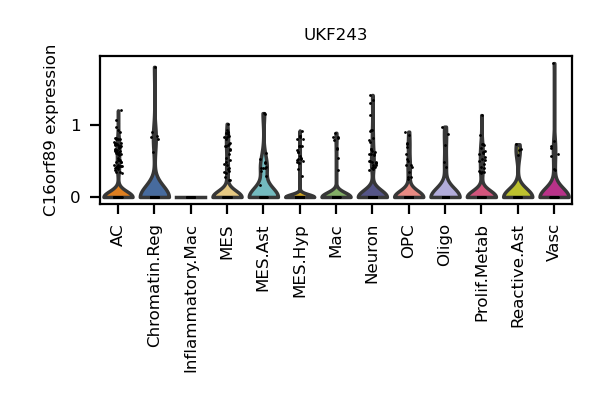 UKF243
C16orf89 expression
1
0
AC
Chromatin.Reg
Inflammatory.Mac
MES
MES.Ast
MES.Hyp
Mac
Neuron
OPC
Oligo
Prolif.Metab
Reactive.Ast
Vasc